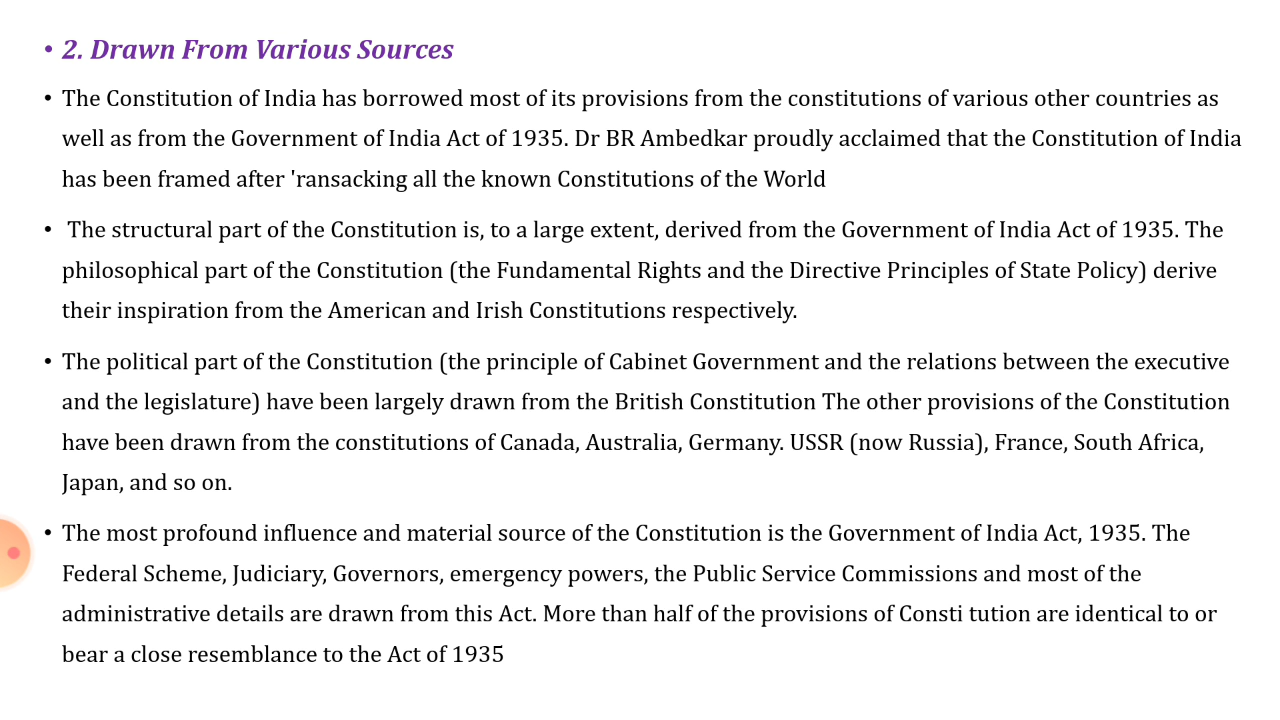 • 2. Drawn From Various Sources
• The Constitution of India has borrowed most of its provisions from the constitutions of various other countries as
well as from the Government of India Act of 1935. Dr BR Ambedkar proudly acclaimed that the Constitution of India
has been framed after 'ransacking all the known Constitutions of the World
• The structural part of the Constitution is, to a large extent, derived from the Government of India Act of 1935. The
philosophical part of the Constitution (the Fundamental Rights and the Directive Principles of State Policy) derive
their inspiration from the American and Irish Constitutions respectively.
• The political part of the Constitution (the principle of Cabinet Government and the relations between the executive
and the legislature) have been largely drawn from the British Constitution The other provisions of the Constitution
have been drawn from the constitutions of Canada, Australia, Germany. USSR (now Russia), France, South Africa,
Japan, and so on.
• The most profound influence and material source of the Constitution is the Government of India Act, 1935. The
Federal Scheme, Judiciary, Governors, emergency powers, the Public Service Commissions and most of the
administrative details are drawn from this Act. More than half of the provisions of Consti tution are identical to or
bear a close resemblance to the Act of 1935